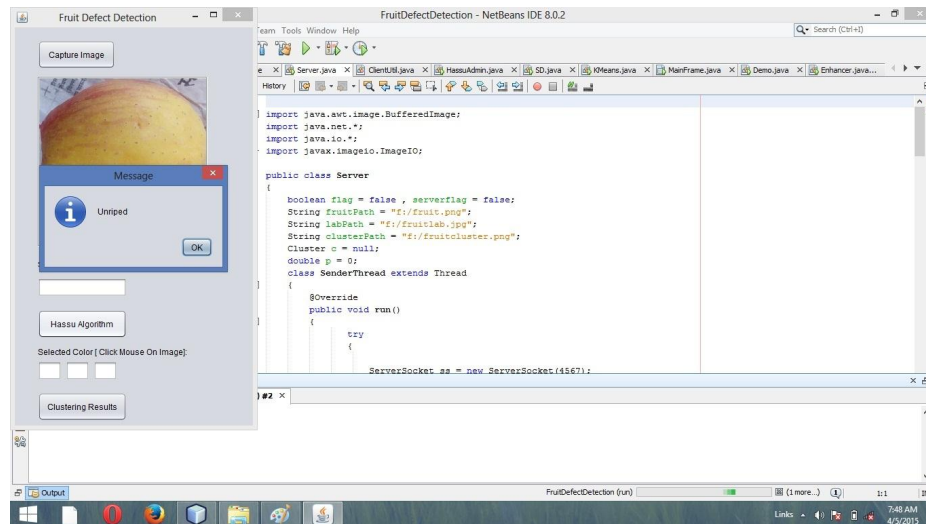 Fruit Defect Detection
FruitDefectDetection - NetBeans IDE 8.0.2
Team Tools Window Help
Search (Ctrl+I)
Capture Image
Server.java
ClientUtil.java
HassuAdmin.java
SD.java
KMeans.java
MainFrame.java
Demo.java
Enhancer.java...
History
import java.awt.image.BufferedImage;
import java.net.*;
import java.io.*;
import javax.imageio.ImageIO;
public class Server
{
boolean flag = false , serverflag = false;
String fruitPath = "f:/fruit.png";
String labPath = "f:/fruitlab.jpg";
String clusterPath = "f:/fruitcluster.png";
Cluster c = null;
double p = 0;
class SenderThread extends Thread
{
@Override
public void run()
{
try
{
ServerSocket ss = new ServerSocket(4567);
Message
Unriped
OK
Hassu Algorithm
Selected Color [ Click Mouse On Image]:
Clustering Results
) #2
Output
FruitDefectDetection (run)
(1 more...)
1
1:1
Links
7:48 AM
4/5/2015